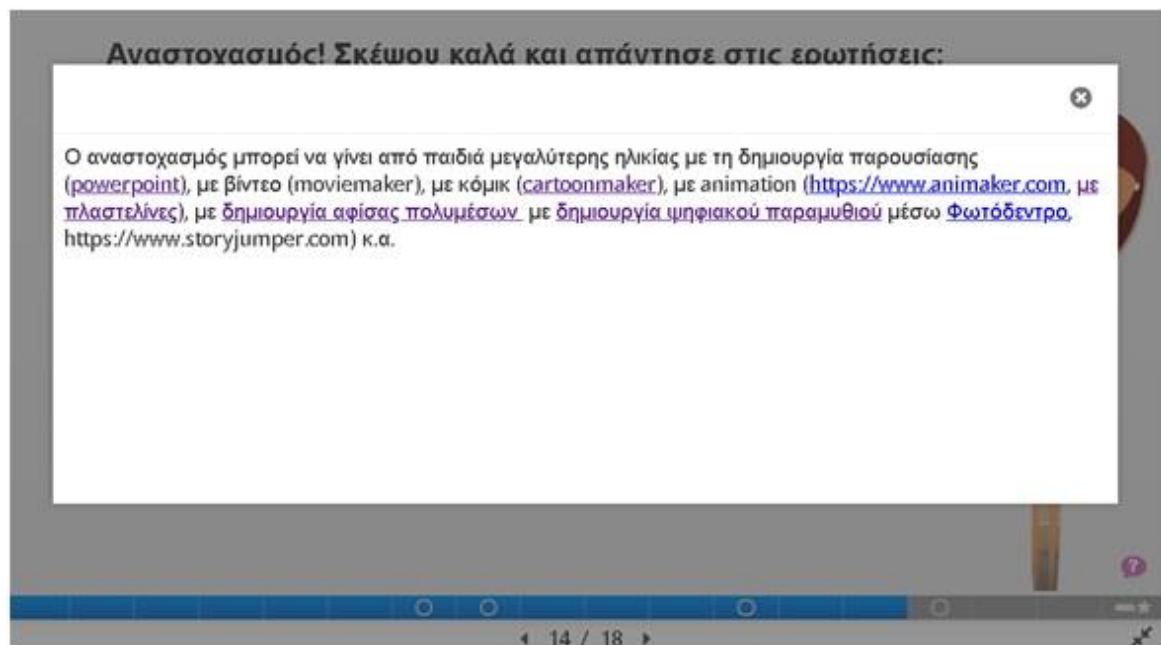 Αναστοχασμός! Σκέψου καλά και απάντησε στις ερωτήσεις:
Ο αναστοχασμός μπορεί να γίνει από παιδιά μεγαλύτερης ηλικίας με τη δημιουργία παρουσίασης
(powerpoint), με βίντεο (moviemaker), με κόμικ (cartoonmaker), με animation (https://www.animaker.com, με
πλαστελίνες), με δημιουργία αφίσας πολυμέσων με δημιουργία ψηφιακού παραμυθιού μέσω Φωτόδεντρο,
https://www.storyjumper.com) κ.α.
14 / 18